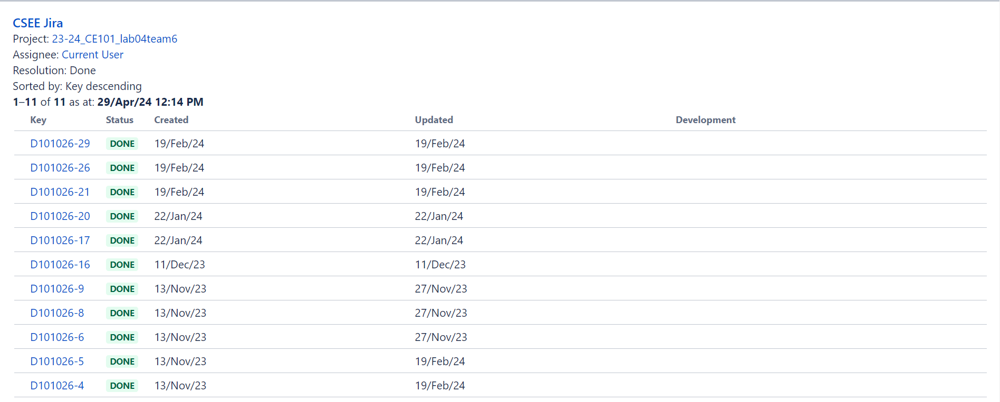 CSEE Jira
Project: 23-24_CE101_lab04team6
Assignee: Current User
Resolution: Done
Sorted by: Key descending
1–11 of 11 as at: 29/Apr/24 12:14 PM
Key Status Created Updated Development
D101026-29 DONE 19/Feb/24 19/Feb/24
D101026-26 DONE 19/Feb/24 19/Feb/24
D101026-21 DONE 19/Feb/24 19/Feb/24
D101026-20 DONE 22/Jan/24 22/Jan/24
D101026-17 DONE 22/Jan/24 22/Jan/24
D101026-16 DONE 11/Dec/23 11/Dec/23
D101026-9 DONE 13/Nov/23 27/Nov/23
D101026-8 DONE 13/Nov/23 27/Nov/23
D101026-6 DONE 13/Nov/23 27/Nov/23
D101026-5 DONE 13/Nov/23 19/Feb/24
D101026-4 DONE 13/Nov/23 19/Feb/24